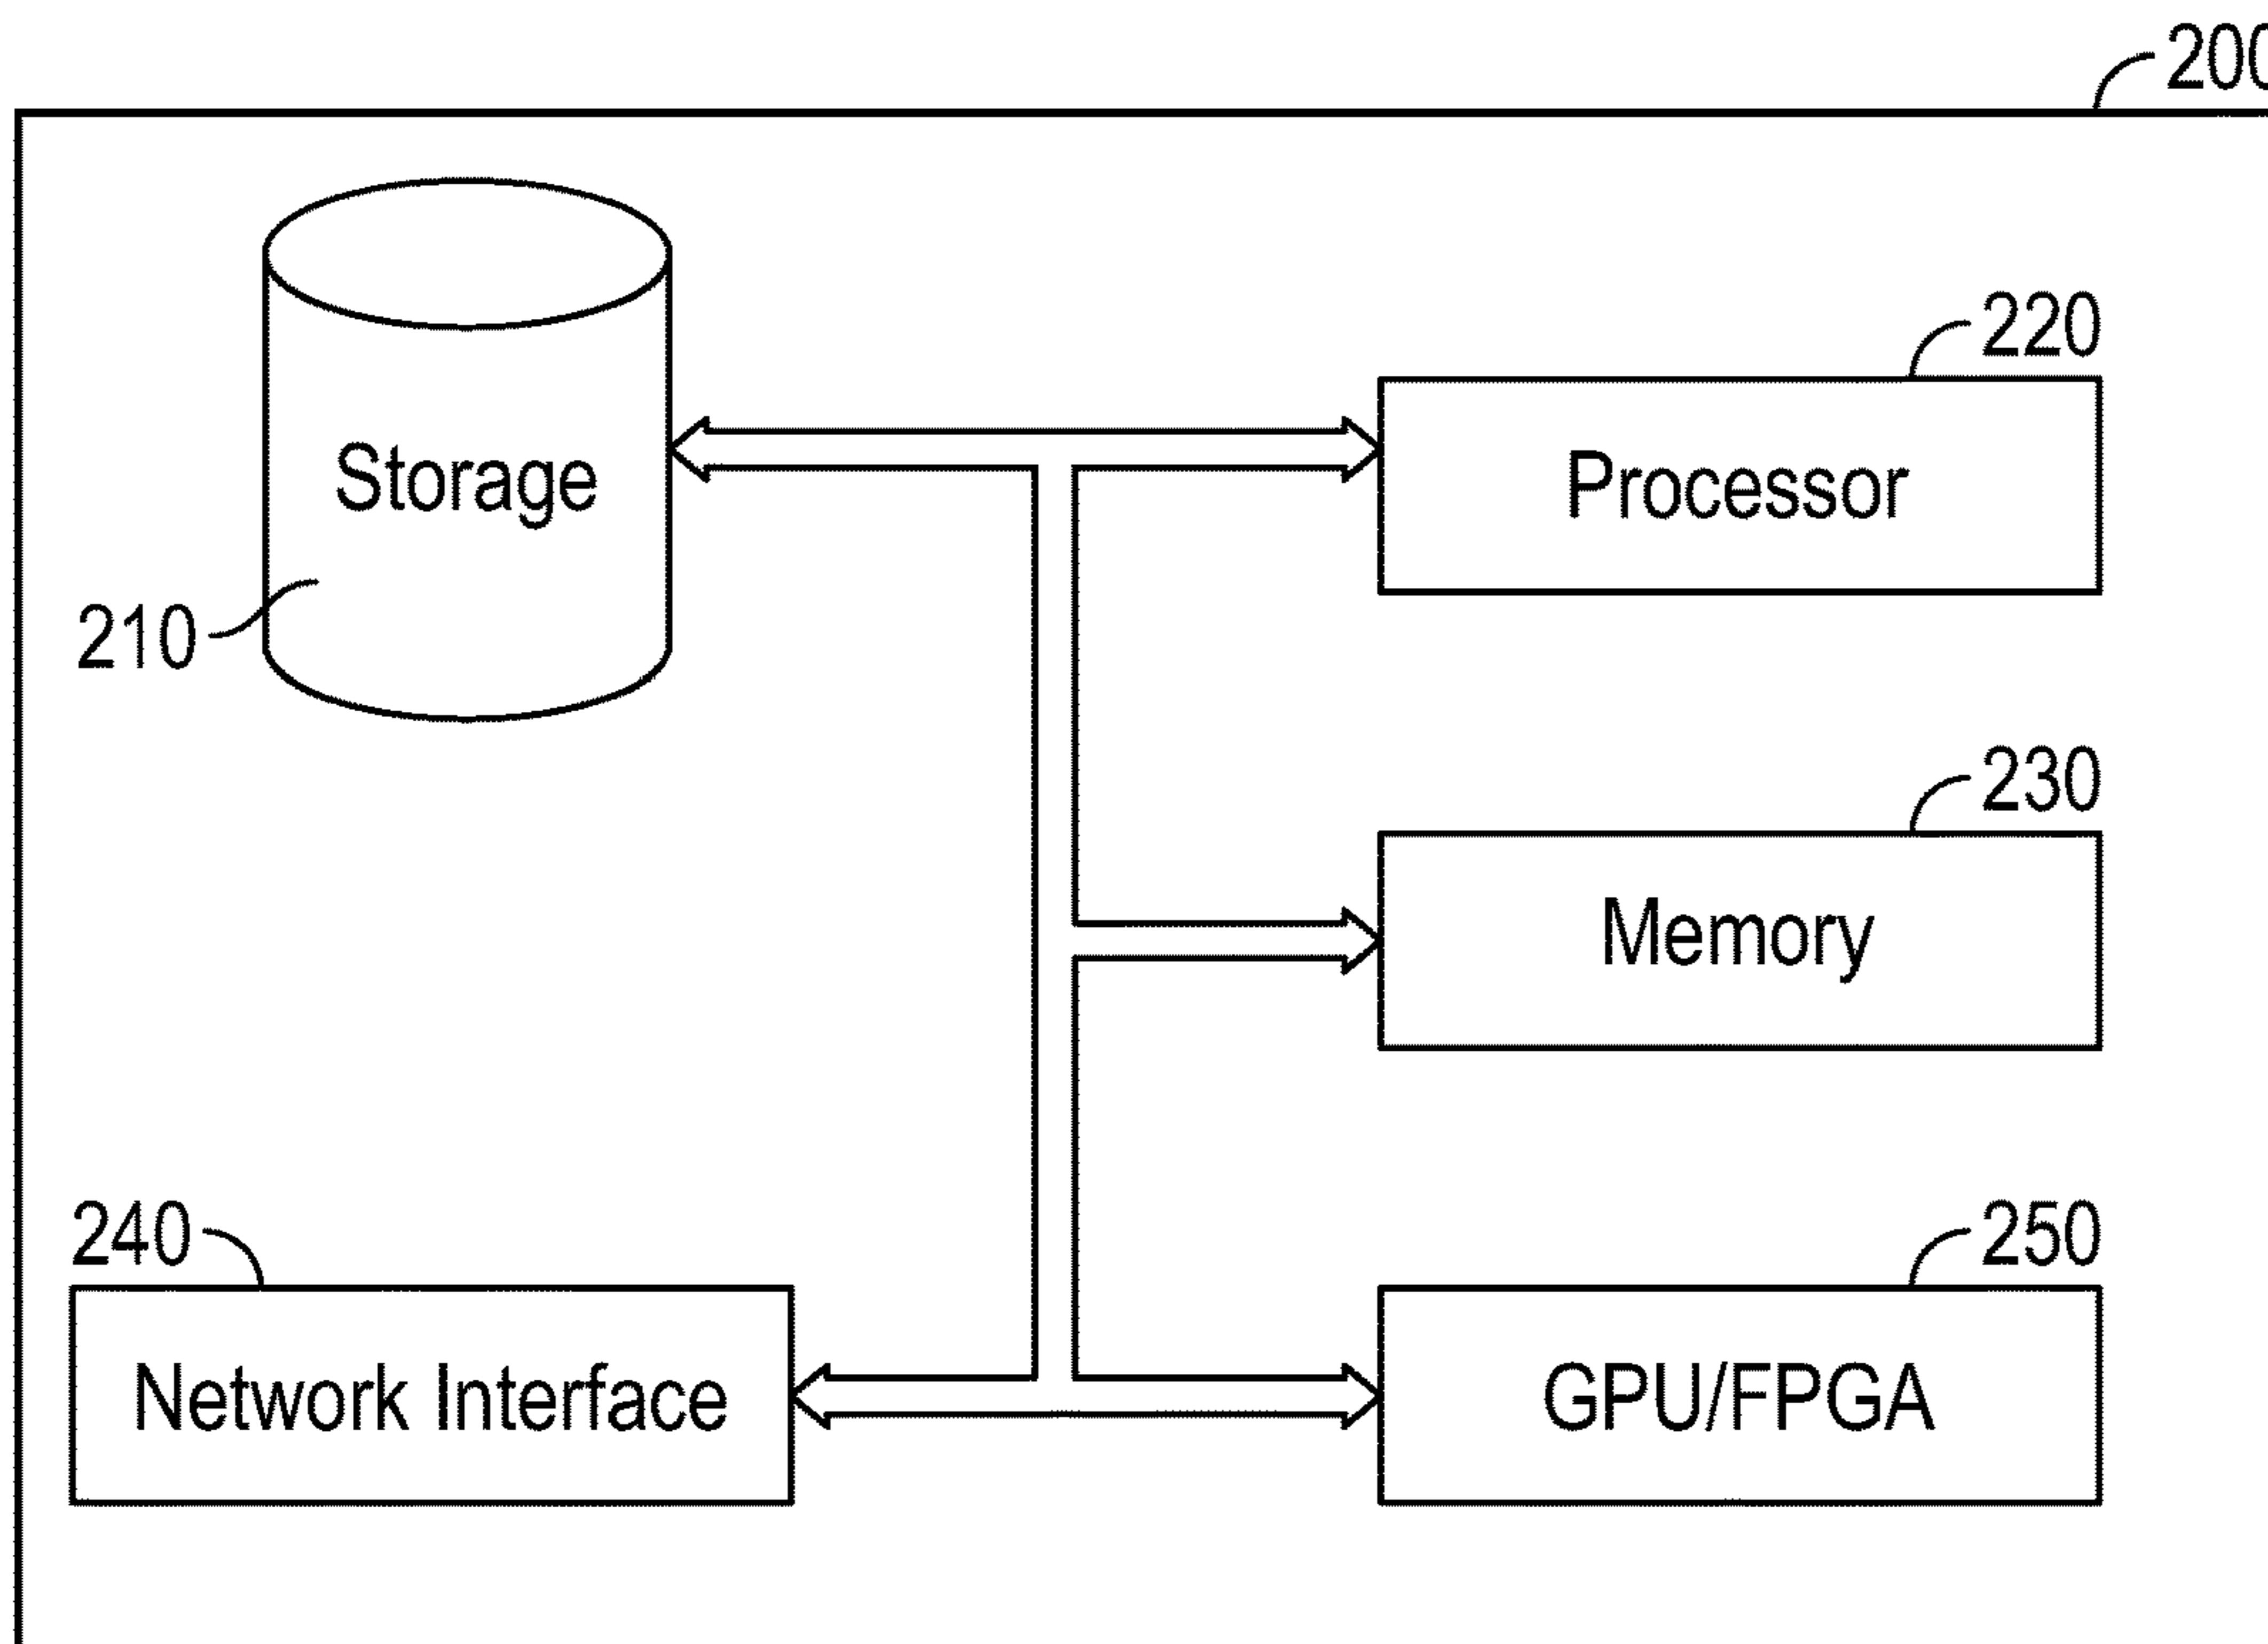 200
220
Storage
Processor
210
230
Memory
240
250
Network Interface
GPU/FPGA